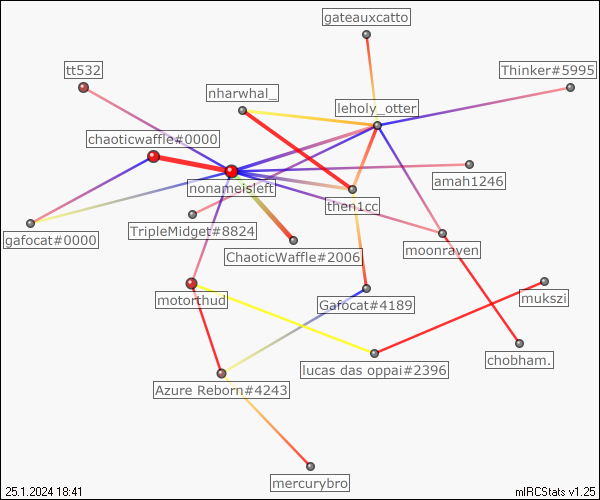 gateauxcatto
tt532
Thinker#5995
nharwhal_
leholy_otter
chaoticwaffle#0000
amah1246
nonameisleft
then1cc
TripleMidget#8824
gafocat#0000
ChaoticWaffle#2006
moonraven
motorthud
Gafocat#4189
mukszi
chobham.
lucas das oppai#2396
Azure Reborn#4243
mercurybro
25.1.2024 18:41
mIRCStats v1.25